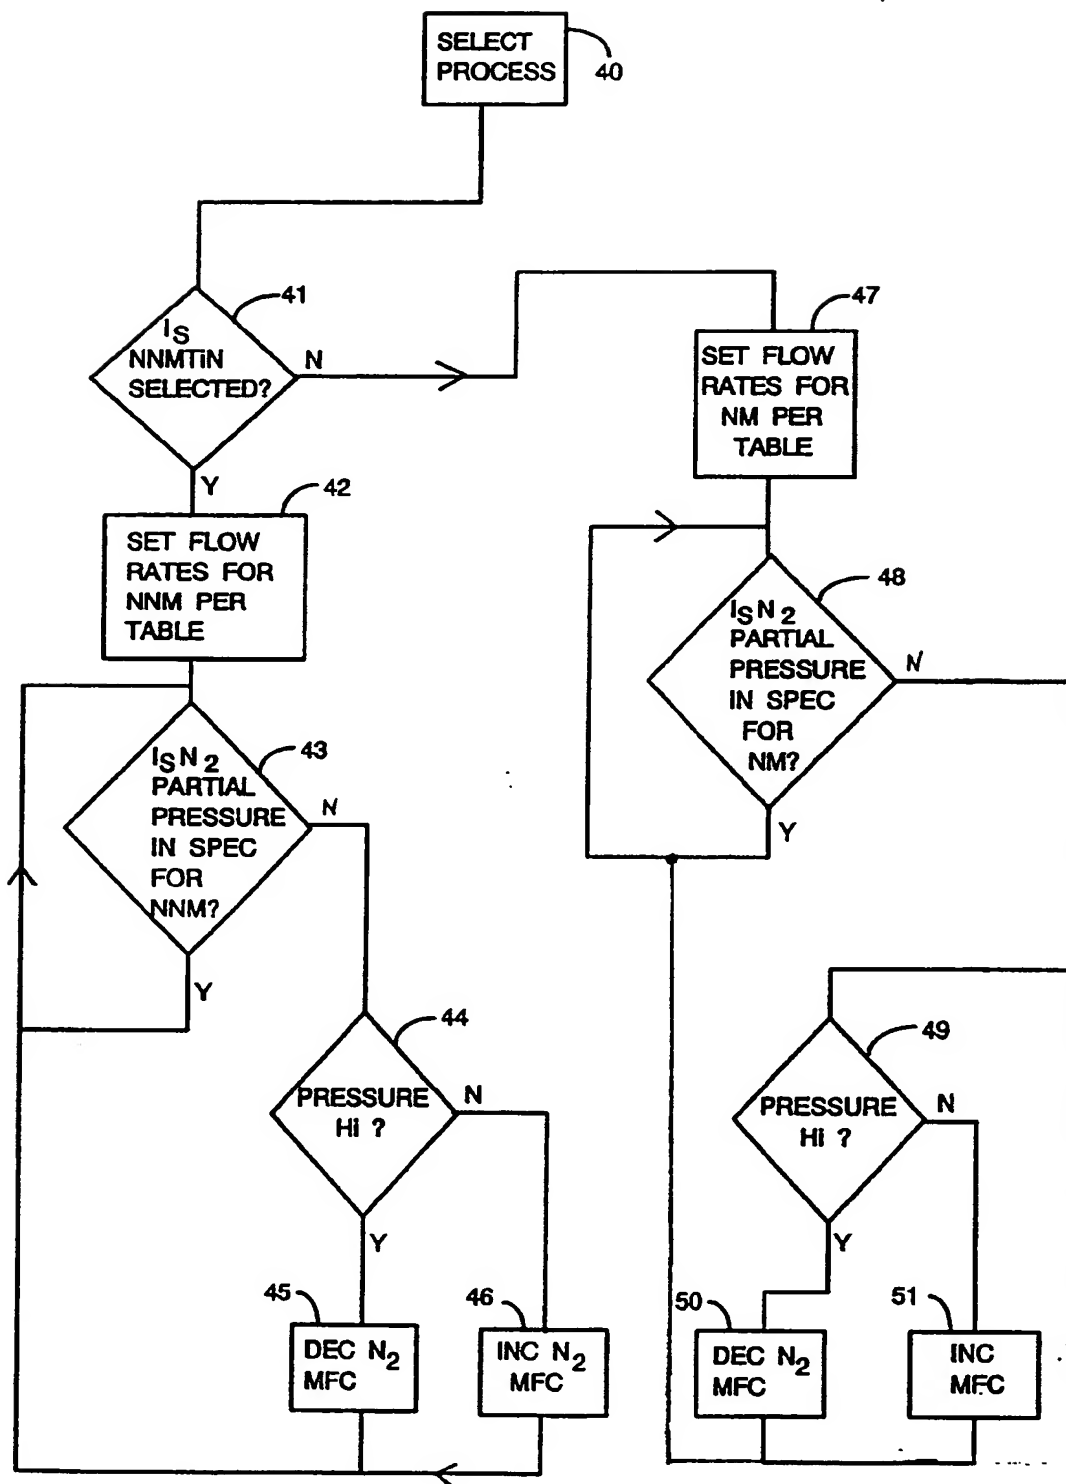 SELECT
PROCESS
40
IS
NNMTiN
SELECTED?
41
N
Y
42
SET FLOW
RATES FOR
NNM PER
TABLE
IS N2
PARTIAL
PRESSURE
IN SPEC
FOR
NNM?
43
N
Y
44
PRESSURE
HI ?
N
Y
45
DEC N2
MFC
46
INC N2
MFC
47
SET FLOW
RATES FOR
NM PER
TABLE
48
IS N2
PARTIAL
PRESSURE
IN SPEC
FOR
NM?
N
Y
49
PRESSURE
HI ?
N
Y
50
DEC N2
MFC
51
INC
MFC